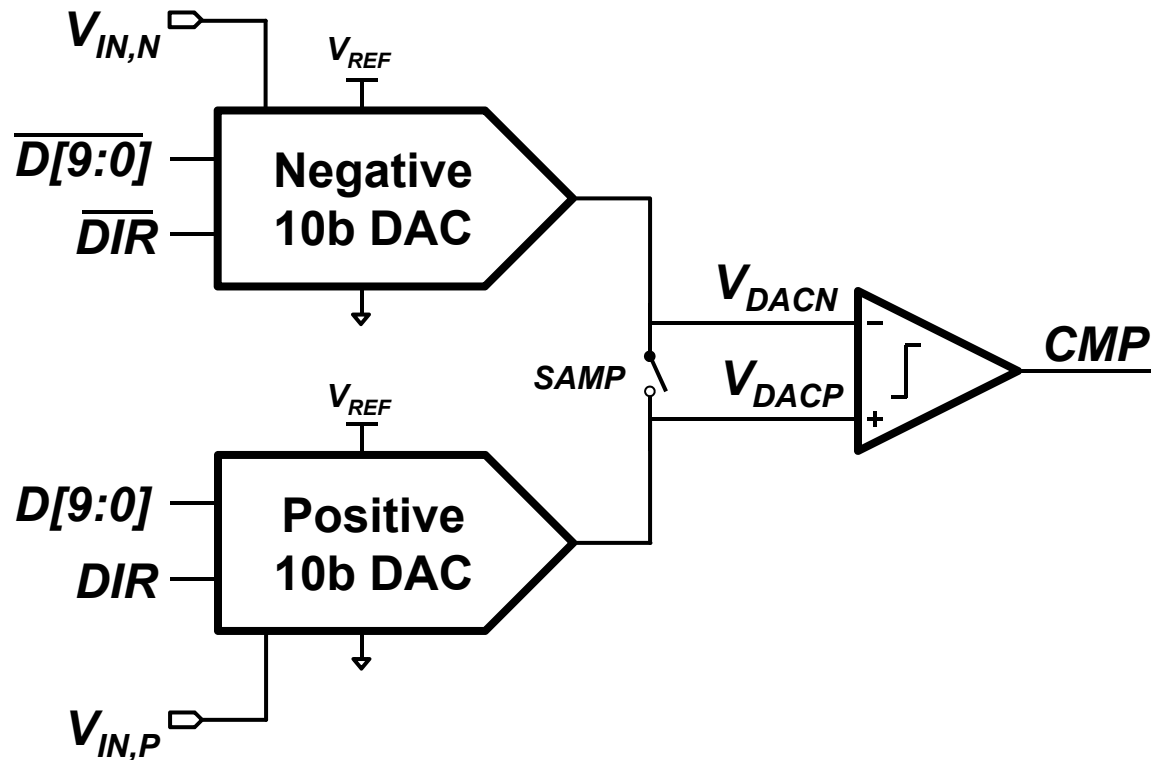 V_IN,N
V_REF
D[9:0]
DIR
Negative
10b DAC
V_DACN
CMP
SAMP
V_DACP
V_REF
D[9:0]
DIR
Positive
10b DAC
V_IN,P